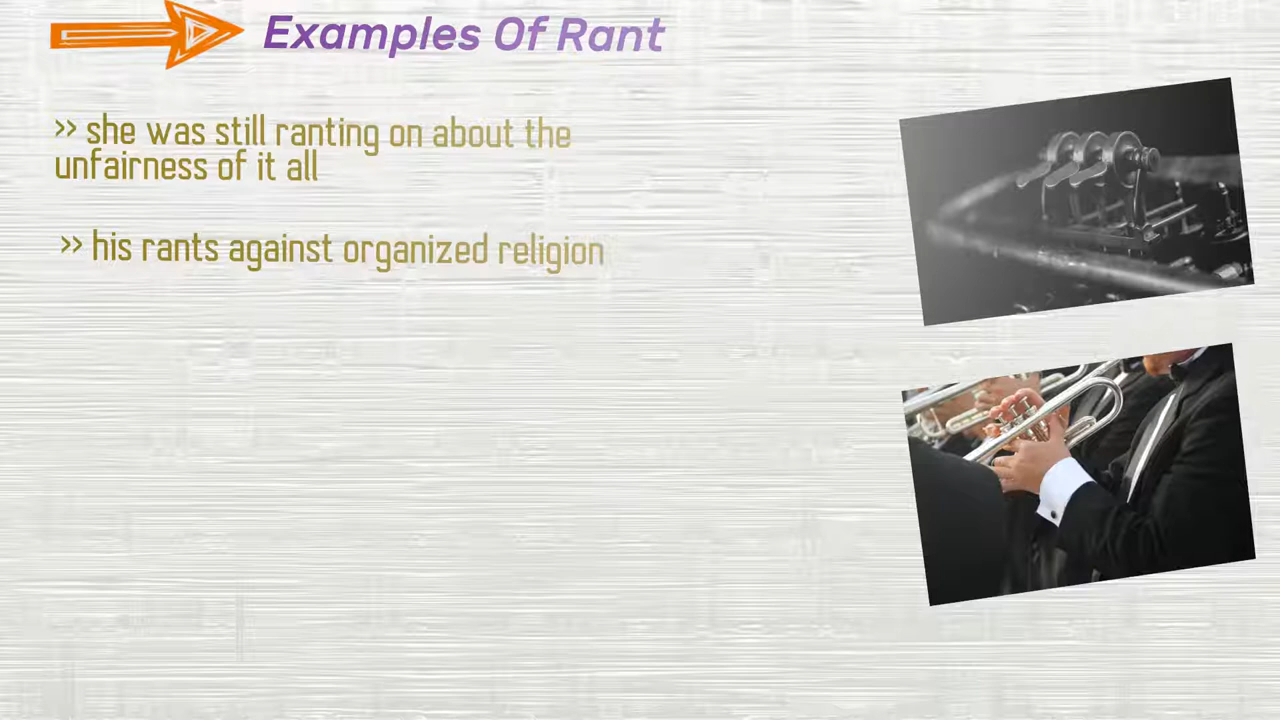 Examples Of Rant
>> she was still ranting on about the
unfairness of it all
>> his rants against organized religion